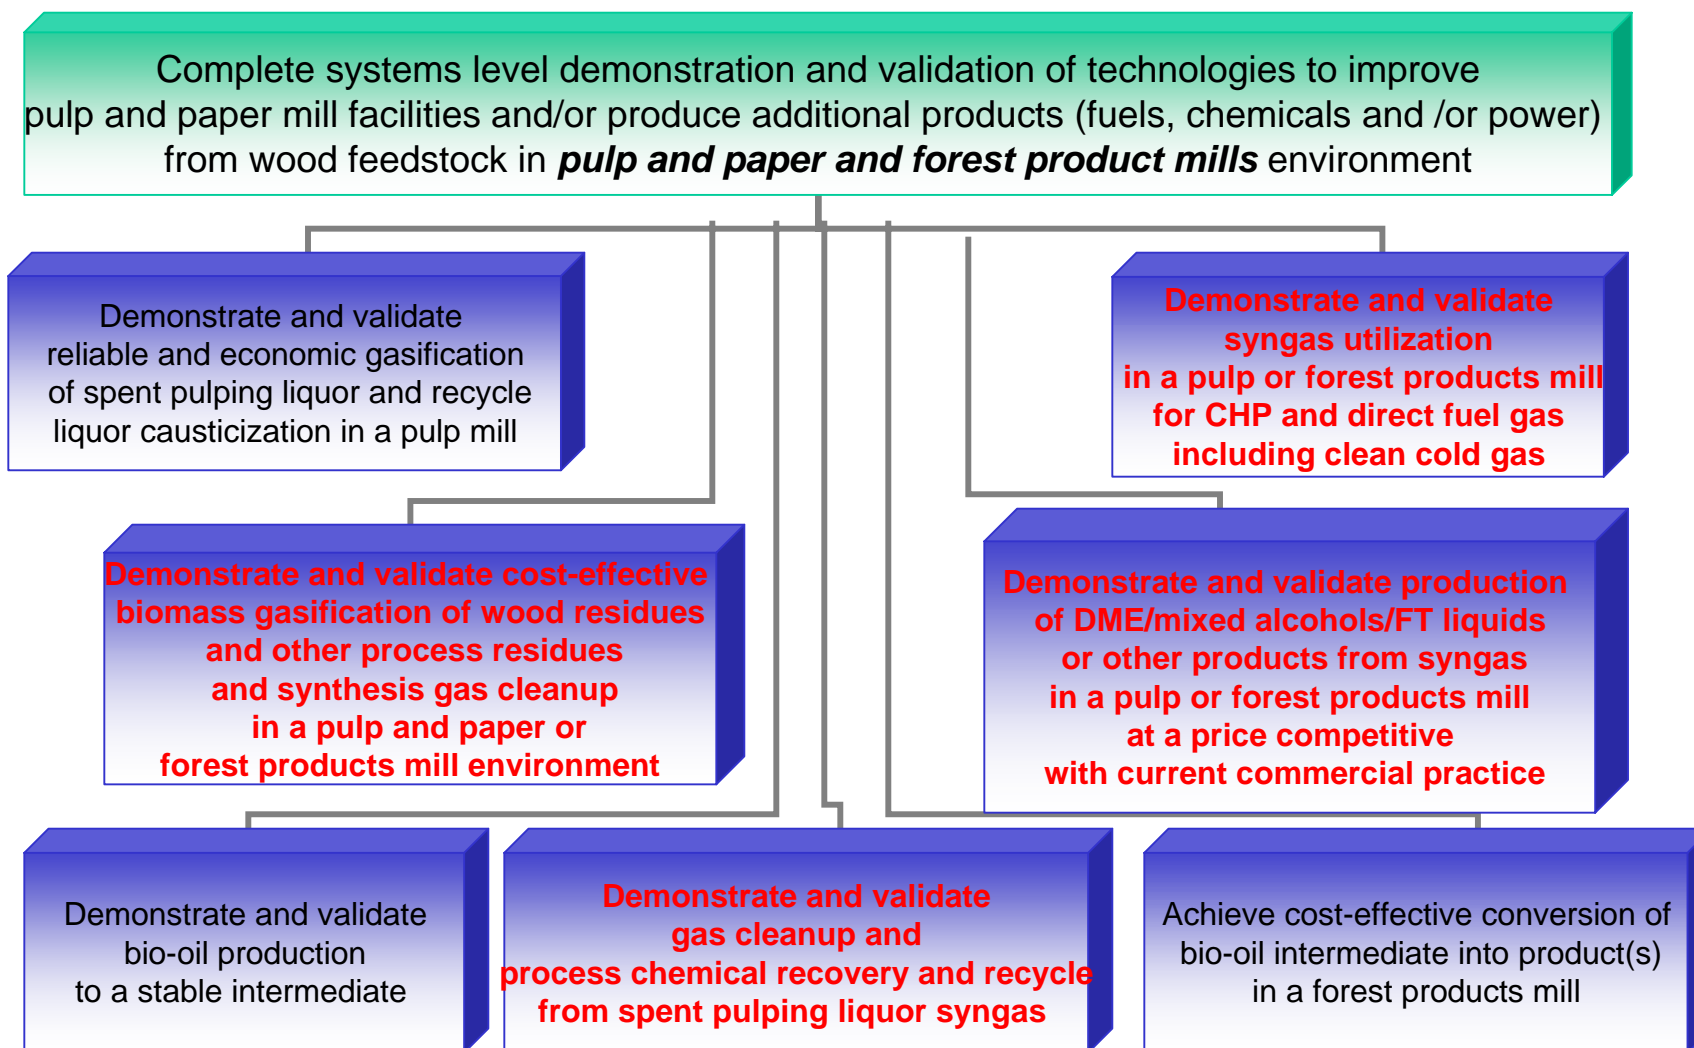 Complete systems level demonstration and validation of technologies to improve
pulp and paper mill facilities and/or produce additional products (fuels, chemicals and /or power)
from wood feedstock in pulp and paper and forest product mills environment
Demonstrate and validate
reliable and economic gasification
of spent pulping liquor and recycle
liquor causticization in a pulp mill
Demonstrate and validate
syngas utilization
in a pulp or forest products mill
for CHP and direct fuel gas
including clean cold gas
Demonstrate and validate cost-effective
biomass gasification of wood residues
and other process residues
and synthesis gas cleanup
in a pulp and paper or
forest products mill environment
Demonstrate and validate production
of DME/mixed alcohols/FT liquids
or other products from syngas
in a pulp or forest products mill
at a price competitive
with current commercial practice
Demonstrate and validate
bio-oil production
to a stable intermediate
Demonstrate and validate
gas cleanup and
process chemical recovery and recycle
from spent pulping liquor syngas
Achieve cost-effective conversion of
bio-oil intermediate into product(s)
in a forest products mill